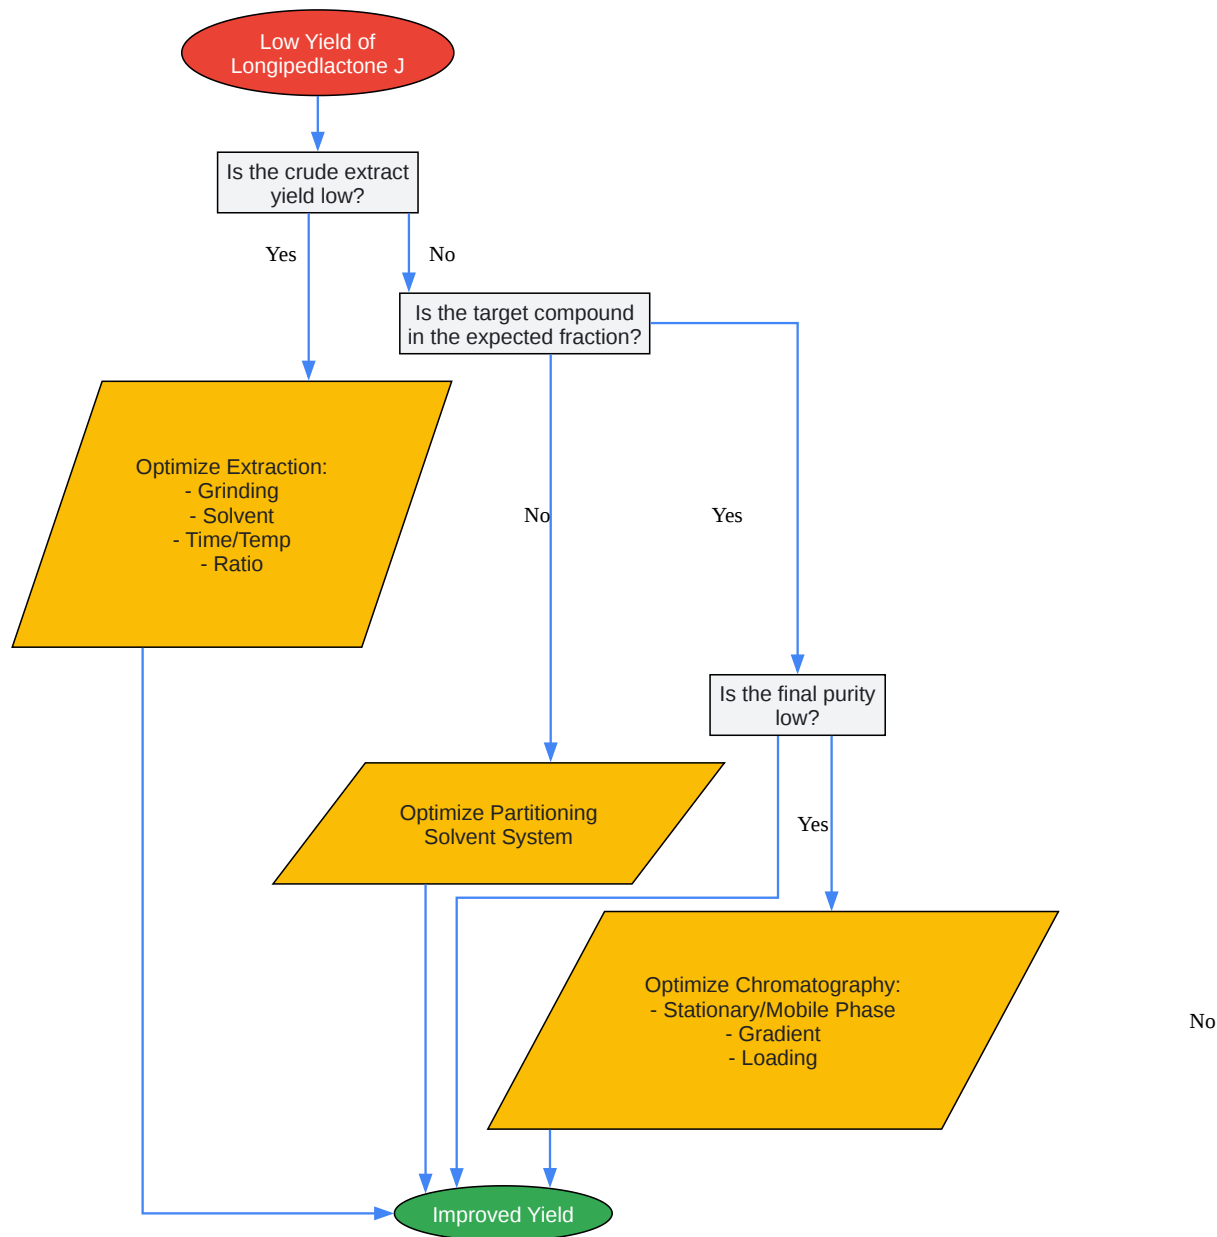 Low Yield of
Longipedlactone J
Is the crude extract
yield low?
Yes
No
Is the target compound
in the expected fraction?
Optimize Extraction:
- Grinding
- Solvent
- Time/Temp
- Ratio
No
Yes
Is the final purity
low?
Optimize Partitioning
Solvent System
Yes
Optimize Chromatography:
- Stationary/Mobile Phase
- Gradient
- Loading
No
Improved Yield